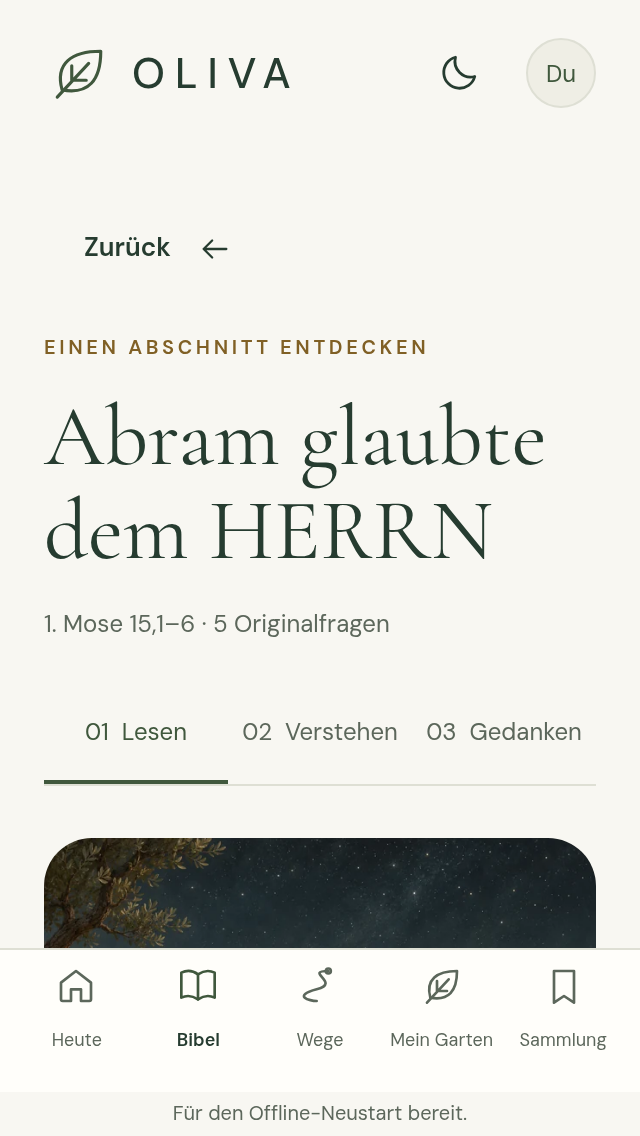 OLIVA
Du
Zurück ←
EINEN ABSCHNITT ENTDECKEN
Abram glaubte
dem HERRN
1. Mose 15,1–6 · 5 Originalfragen
01 Lesen 02 Verstehen 03 Gedanken
Heute Bibel Wege Mein Garten Sammlung
Für den Offline-Neustart bereit.